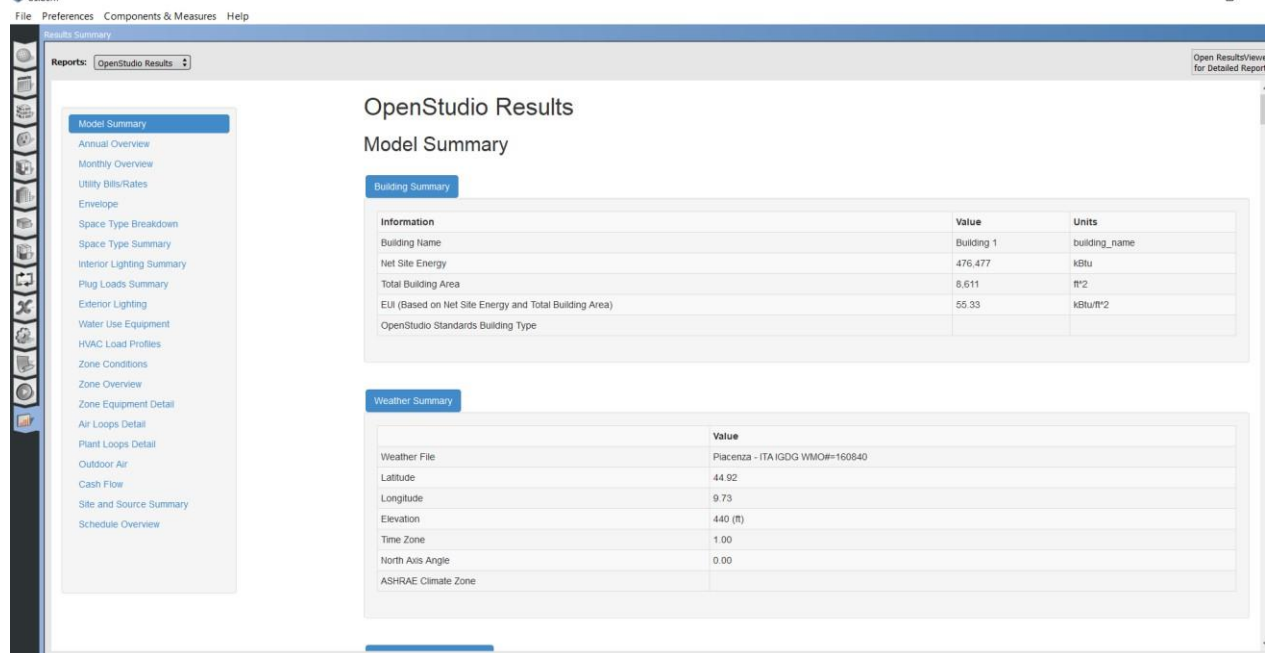 File Preferences Components & Measures Help
Results Summary
Reports: OpenStudio Results
Open ResultsViewe
for Detailed Report
Model Summary
Annual Overview
Monthly Overview
Utility Bills/Rates
Envelope
Space Type Breakdown
Space Type Summary
Interior Lighting Summary
Plug Loads Summary
Exterior Lighting
Water Use Equipment
HVAC Load Profiles
Zone Conditions
Zone Overview
Zone Equipment Detail
Air Loops Detail
Plant Loops Detail
Outdoor Air
Cash Flow
Site and Source Summary
Schedule Overview
OpenStudio Results
Model Summary
Building Summary
Information Value Units
Building Name Building 1 building_name
Net Site Energy 476,477 kBtu
Total Building Area 8,611 ft^2
EUI (Based on Net Site Energy and Total Building Area) 55.33 kBtu/ft^2
OpenStudio Standards Building Type
Weather Summary
Value
Weather File Piacenza - ITA IGDG WMO#=160840
Latitude 44.92
Longitude 9.73
Elevation 440 (ft)
Time Zone 1.00
North Axis Angle 0.00
ASHRAE Climate Zone